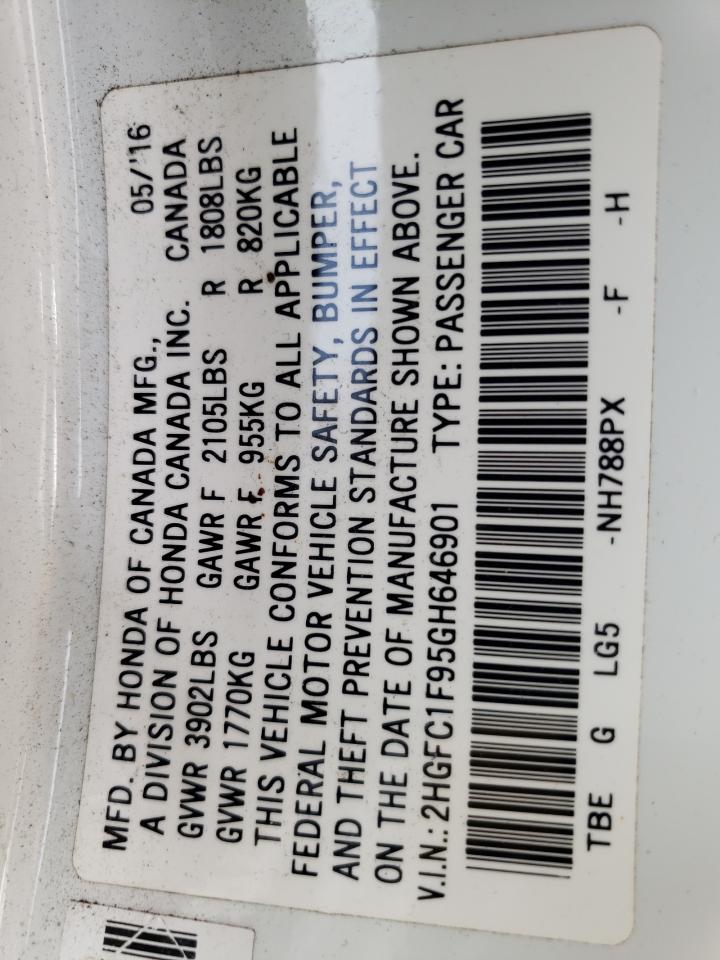 MFD. BY HONDA OF CANADA MFG., 05/'16
A DIVISION OF HONDA CANADA INC. CANADA
GVWR 3902LBS GAWR F 2105LBS R 1808LBS
GVWR 1770KG GAWR F 955KG R 820KG
THIS VEHICLE CONFORMS TO ALL APPLICABLE
FEDERAL MOTOR VEHICLE SAFETY, BUMPER,
AND THEFT PREVENTION STANDARDS IN EFFECT
ON THE DATE OF MANUFACTURE SHOWN ABOVE.
V.I.N.: 2HGFC1F95GH646901 TYPE: PASSENGER CAR
TBE G LG5 -NH788PX -F -H